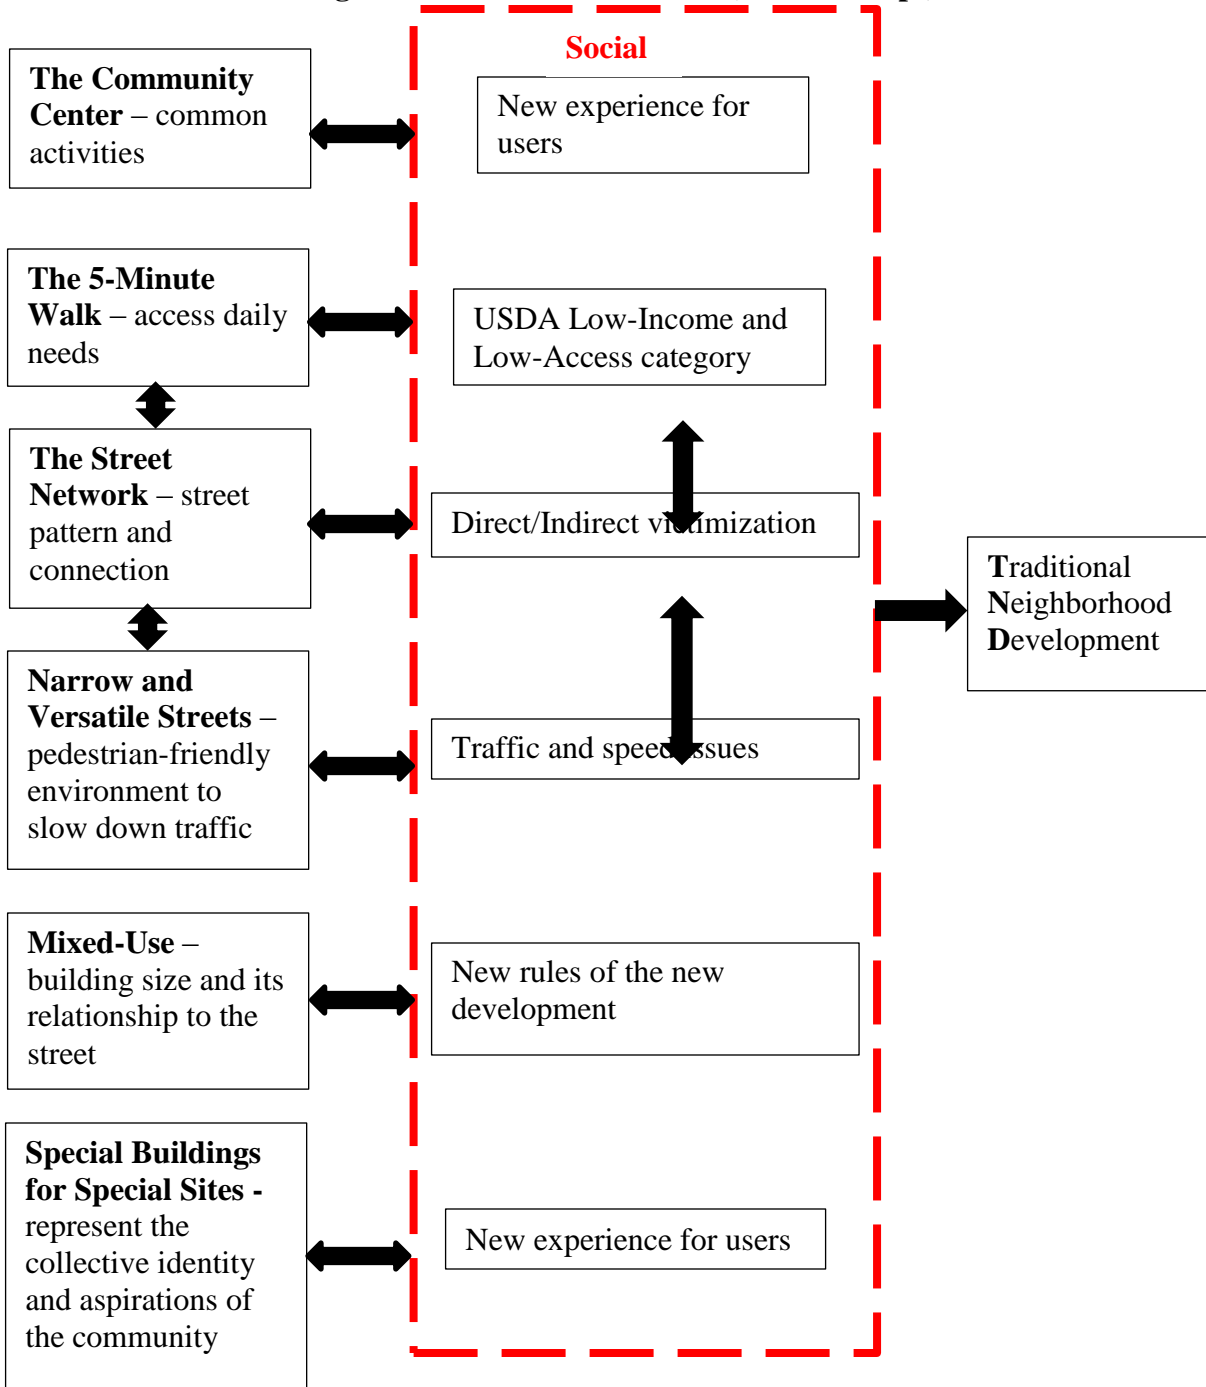 Social
The Community
Center – common
activities
New experience for
users
The 5-Minute
Walk – access daily
needs
USDA Low-Income and
Low-Access category
The Street
Network – street
pattern and
connection
Direct/Indirect victimization
Traditional
Neighborhood
Development
Narrow and
Versatile Streets –
pedestrian-friendly
environment to
slow down traffic
Traffic and speed issues
Mixed-Use –
building size and its
relationship to the
street
New rules of the new
development
Special Buildings
for Special Sites -
represent the
collective identity
and aspirations of
the community
New experience for users